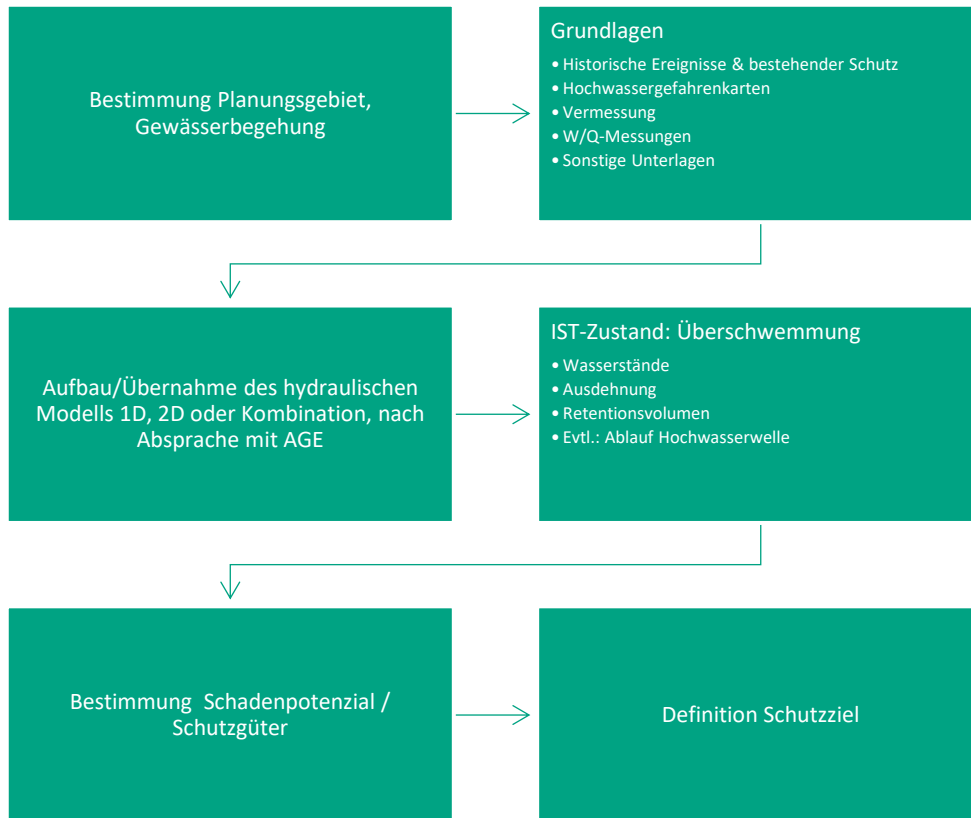 Bestimmung Planungsgebiet,
Gewässerbegehung
Grundlagen
• Historische Ereignisse & bestehender Schutz
• Hochwassergefahrenkarten
• Vermessung
• W/Q-Messungen
• Sonstige Unterlagen
Aufbau/Übernahme des hydraulischen
Modells 1D, 2D oder Kombination, nach
Absprache mit AGE
IST-Zustand: Überschwemmung
• Wasserstände
• Ausdehnung
• Retentionsvolumen
• Evtl.: Ablauf Hochwasserwelle
Bestimmung Schadenpotenzial /
Schutzgüter
Definition Schutzziel